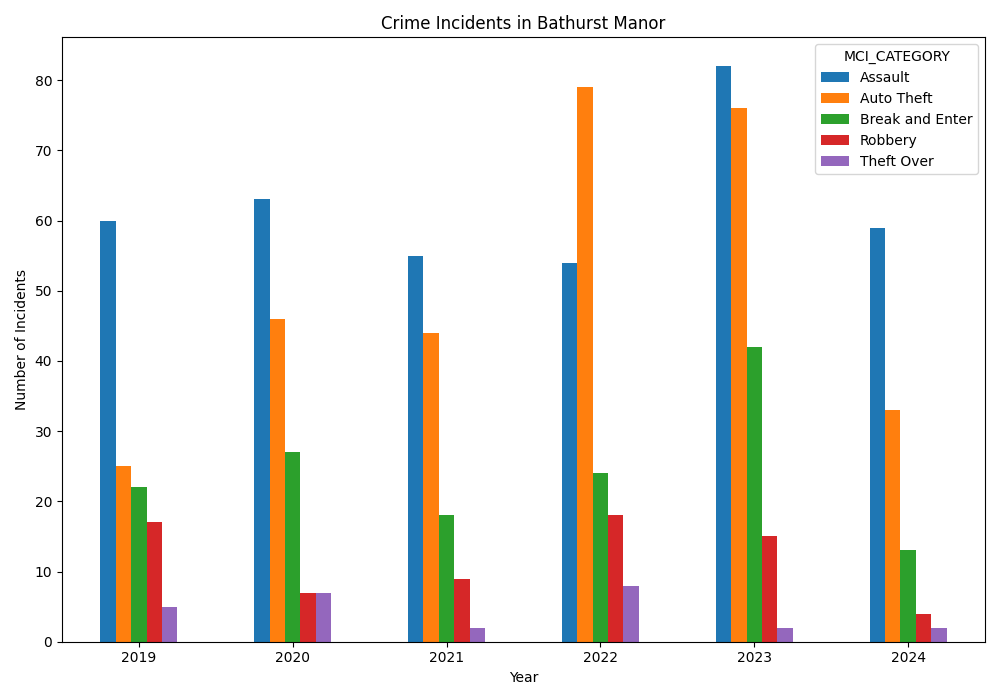 Crime Incidents in Bathurst Manor
MCI_CATEGORY
Assault
Auto Theft
Break and Enter
Robbery
Theft Over
Number of Incidents
80
70
60
50
40
30
20
10
0
2019 2020 2021 2022 2023 2024
Year